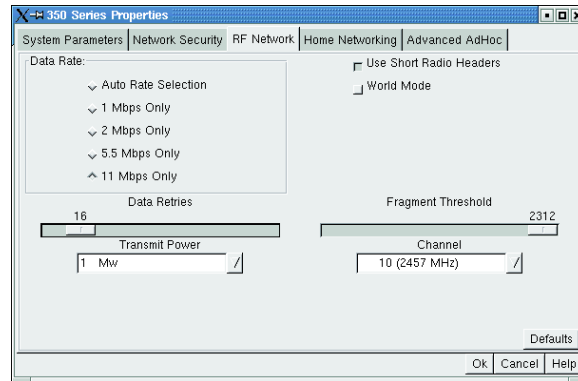 350 Series Properties
System Parameters Network Security RF Network Home Networking Advanced AdHoc
Data Rate:
Auto Rate Selection
1 Mbps Only
2 Mbps Only
5.5 Mbps Only
11 Mbps Only
Use Short Radio Headers
World Mode
Data Retries
16
Fragment Threshold
2312
Transmit Power
1 Mw
Channel
10 (2457 MHz)
Defaults
Ok Cancel Help